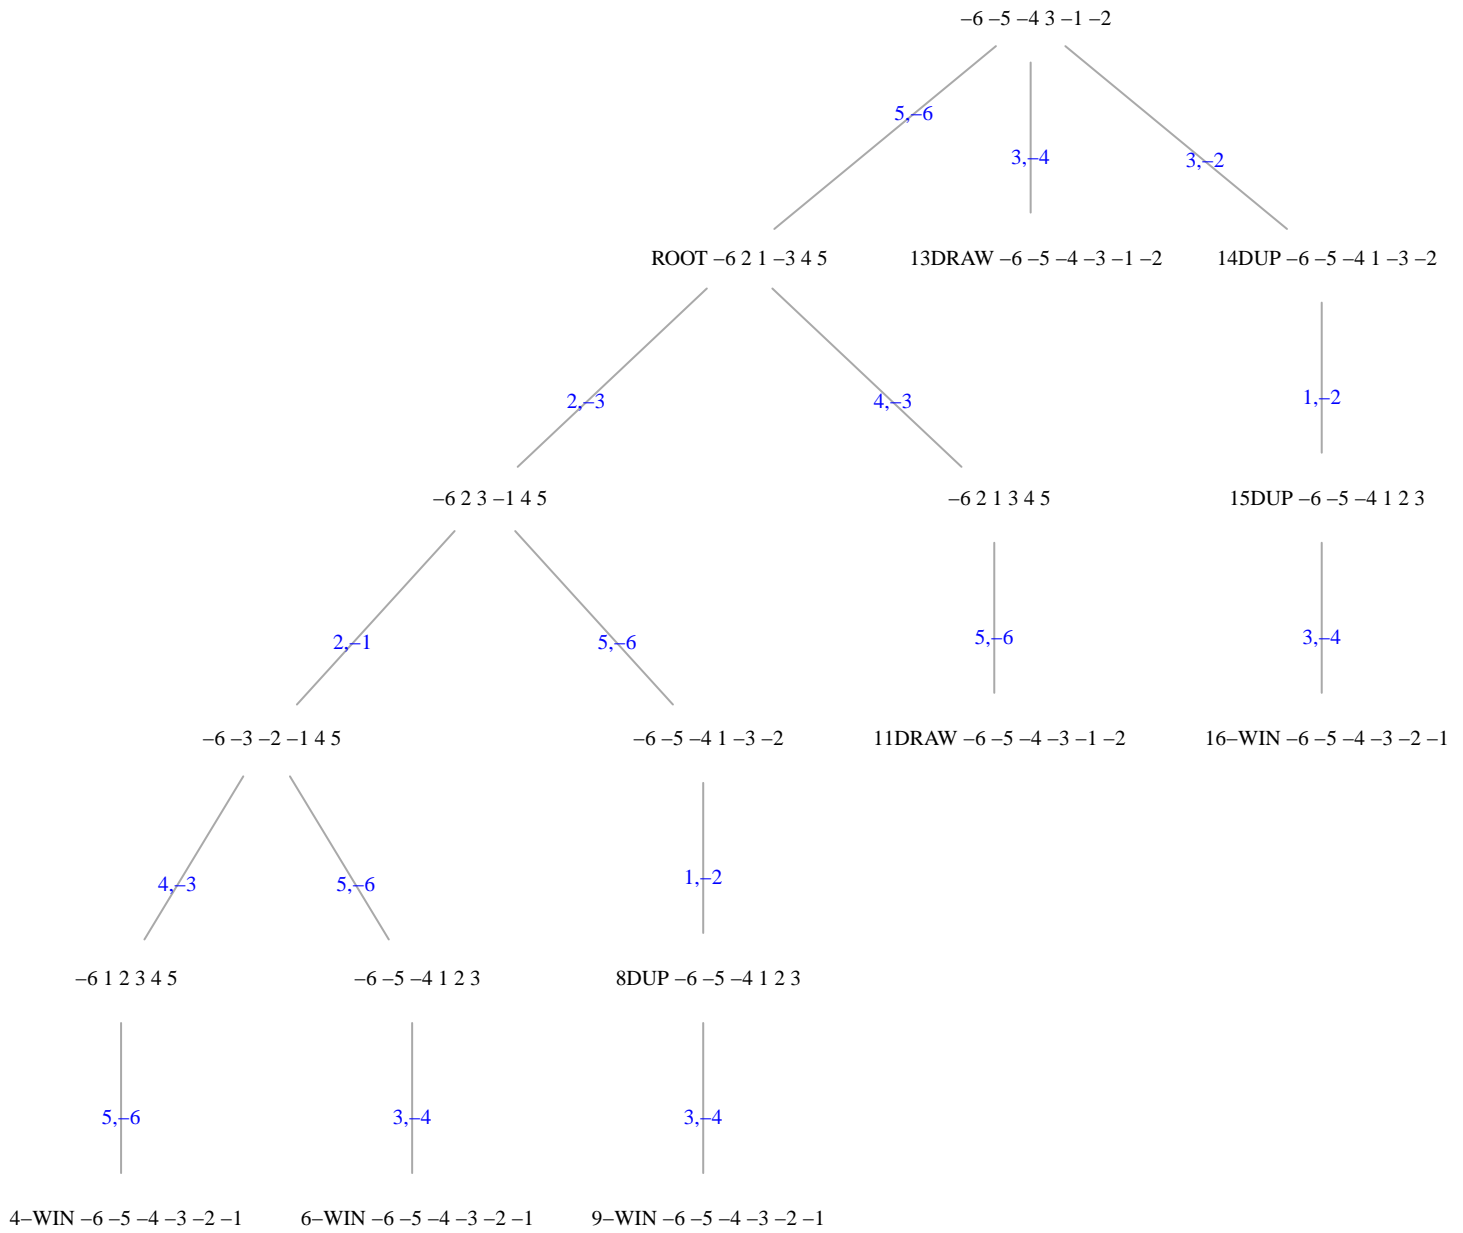 –6 –5 –4 3 –1 –2
5,–6
3,–4
3,–2
ROOT –6 2 1 –3 4 5
13DRAW –6 –5 –4 –3 –1 –2
14DUP –6 –5 –4 1 –3 –2
2,–3
4,–3
1,–2
–6 2 3 –1 4 5
–6 2 1 3 4 5
15DUP –6 –5 –4 1 2 3
2,–1
5,–6
5,–6
3,–4
–6 –3 –2 –1 4 5
–6 –5 –4 1 –3 –2
11DRAW –6 –5 –4 –3 –1 –2
16–WIN –6 –5 –4 –3 –2 –1
4,–3
5,–6
1,–2
–6 1 2 3 4 5
–6 –5 –4 1 2 3
8DUP –6 –5 –4 1 2 3
5,–6
3,–4
3,–4
4–WIN –6 –5 –4 –3 –2 –1
6–WIN –6 –5 –4 –3 –2 –1
9–WIN –6 –5 –4 –3 –2 –1